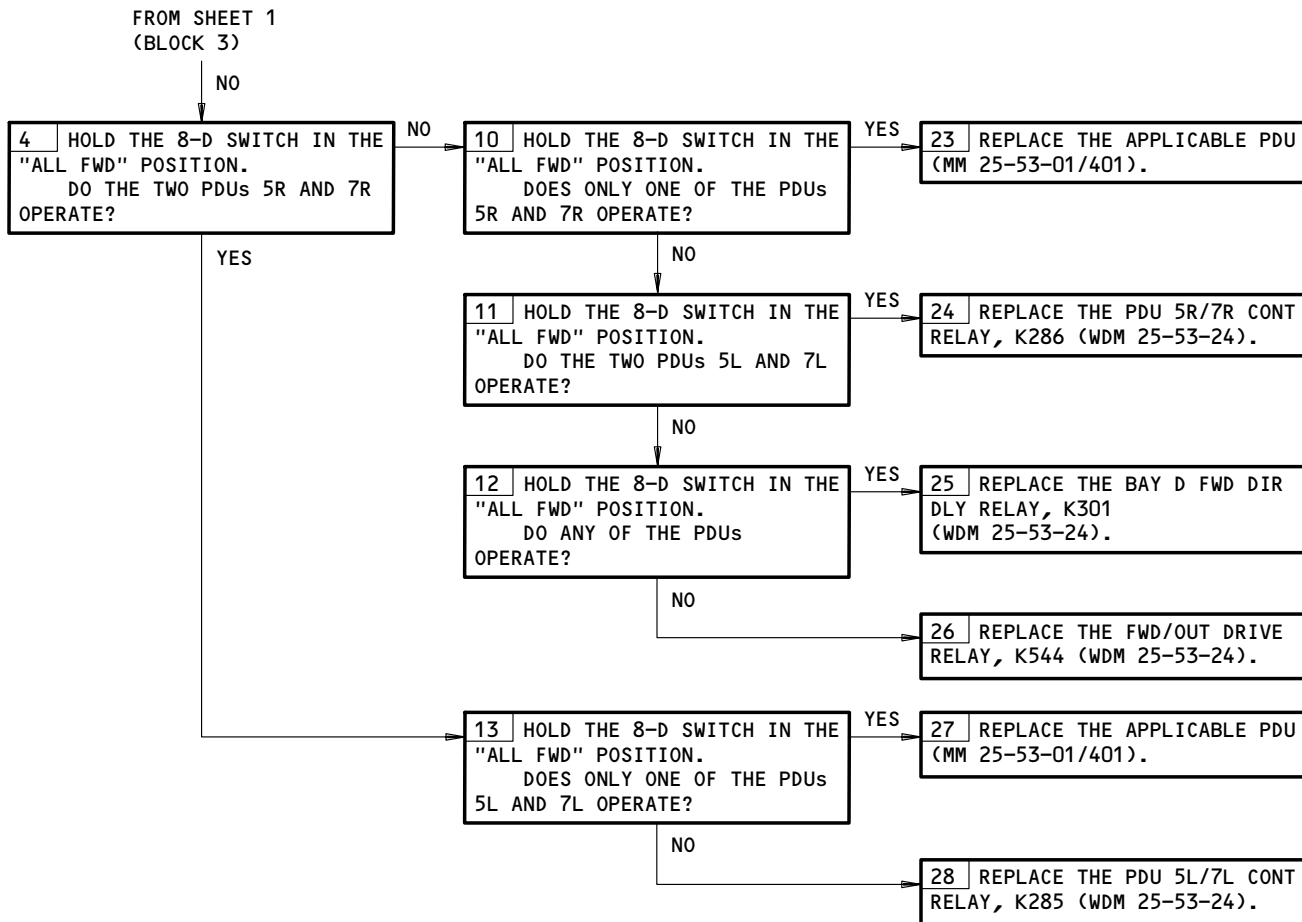 FROM SHEET 1
(BLOCK 3)
NO
4 HOLD THE 8-D SWITCH IN THE
"ALL FWD" POSITION.
DO THE TWO PDUs 5R AND 7R
OPERATE?
NO
YES
10 HOLD THE 8-D SWITCH IN THE
"ALL FWD" POSITION.
DOES ONLY ONE OF THE PDUs
5R AND 7R OPERATE?
YES
23 REPLACE THE APPLICABLE PDU
(MM 25-53-01/401).
NO
11 HOLD THE 8-D SWITCH IN THE
"ALL FWD" POSITION.
DO THE TWO PDUs 5L AND 7L
OPERATE?
YES
24 REPLACE THE PDU 5R/7R CONT
RELAY, K286 (WDM 25-53-24).
NO
12 HOLD THE 8-D SWITCH IN THE
"ALL FWD" POSITION.
DO ANY OF THE PDUs
OPERATE?
YES
25 REPLACE THE BAY D FWD DIR
DLY RELAY, K301
(WDM 25-53-24).
NO
26 REPLACE THE FWD/OUT DRIVE
RELAY, K544 (WDM 25-53-24).
13 HOLD THE 8-D SWITCH IN THE
"ALL FWD" POSITION.
DOES ONLY ONE OF THE PDUs
5L AND 7L OPERATE?
YES
27 REPLACE THE APPLICABLE PDU
(MM 25-53-01/401).
NO
28 REPLACE THE PDU 5L/7L CONT
RELAY, K285 (WDM 25-53-24).